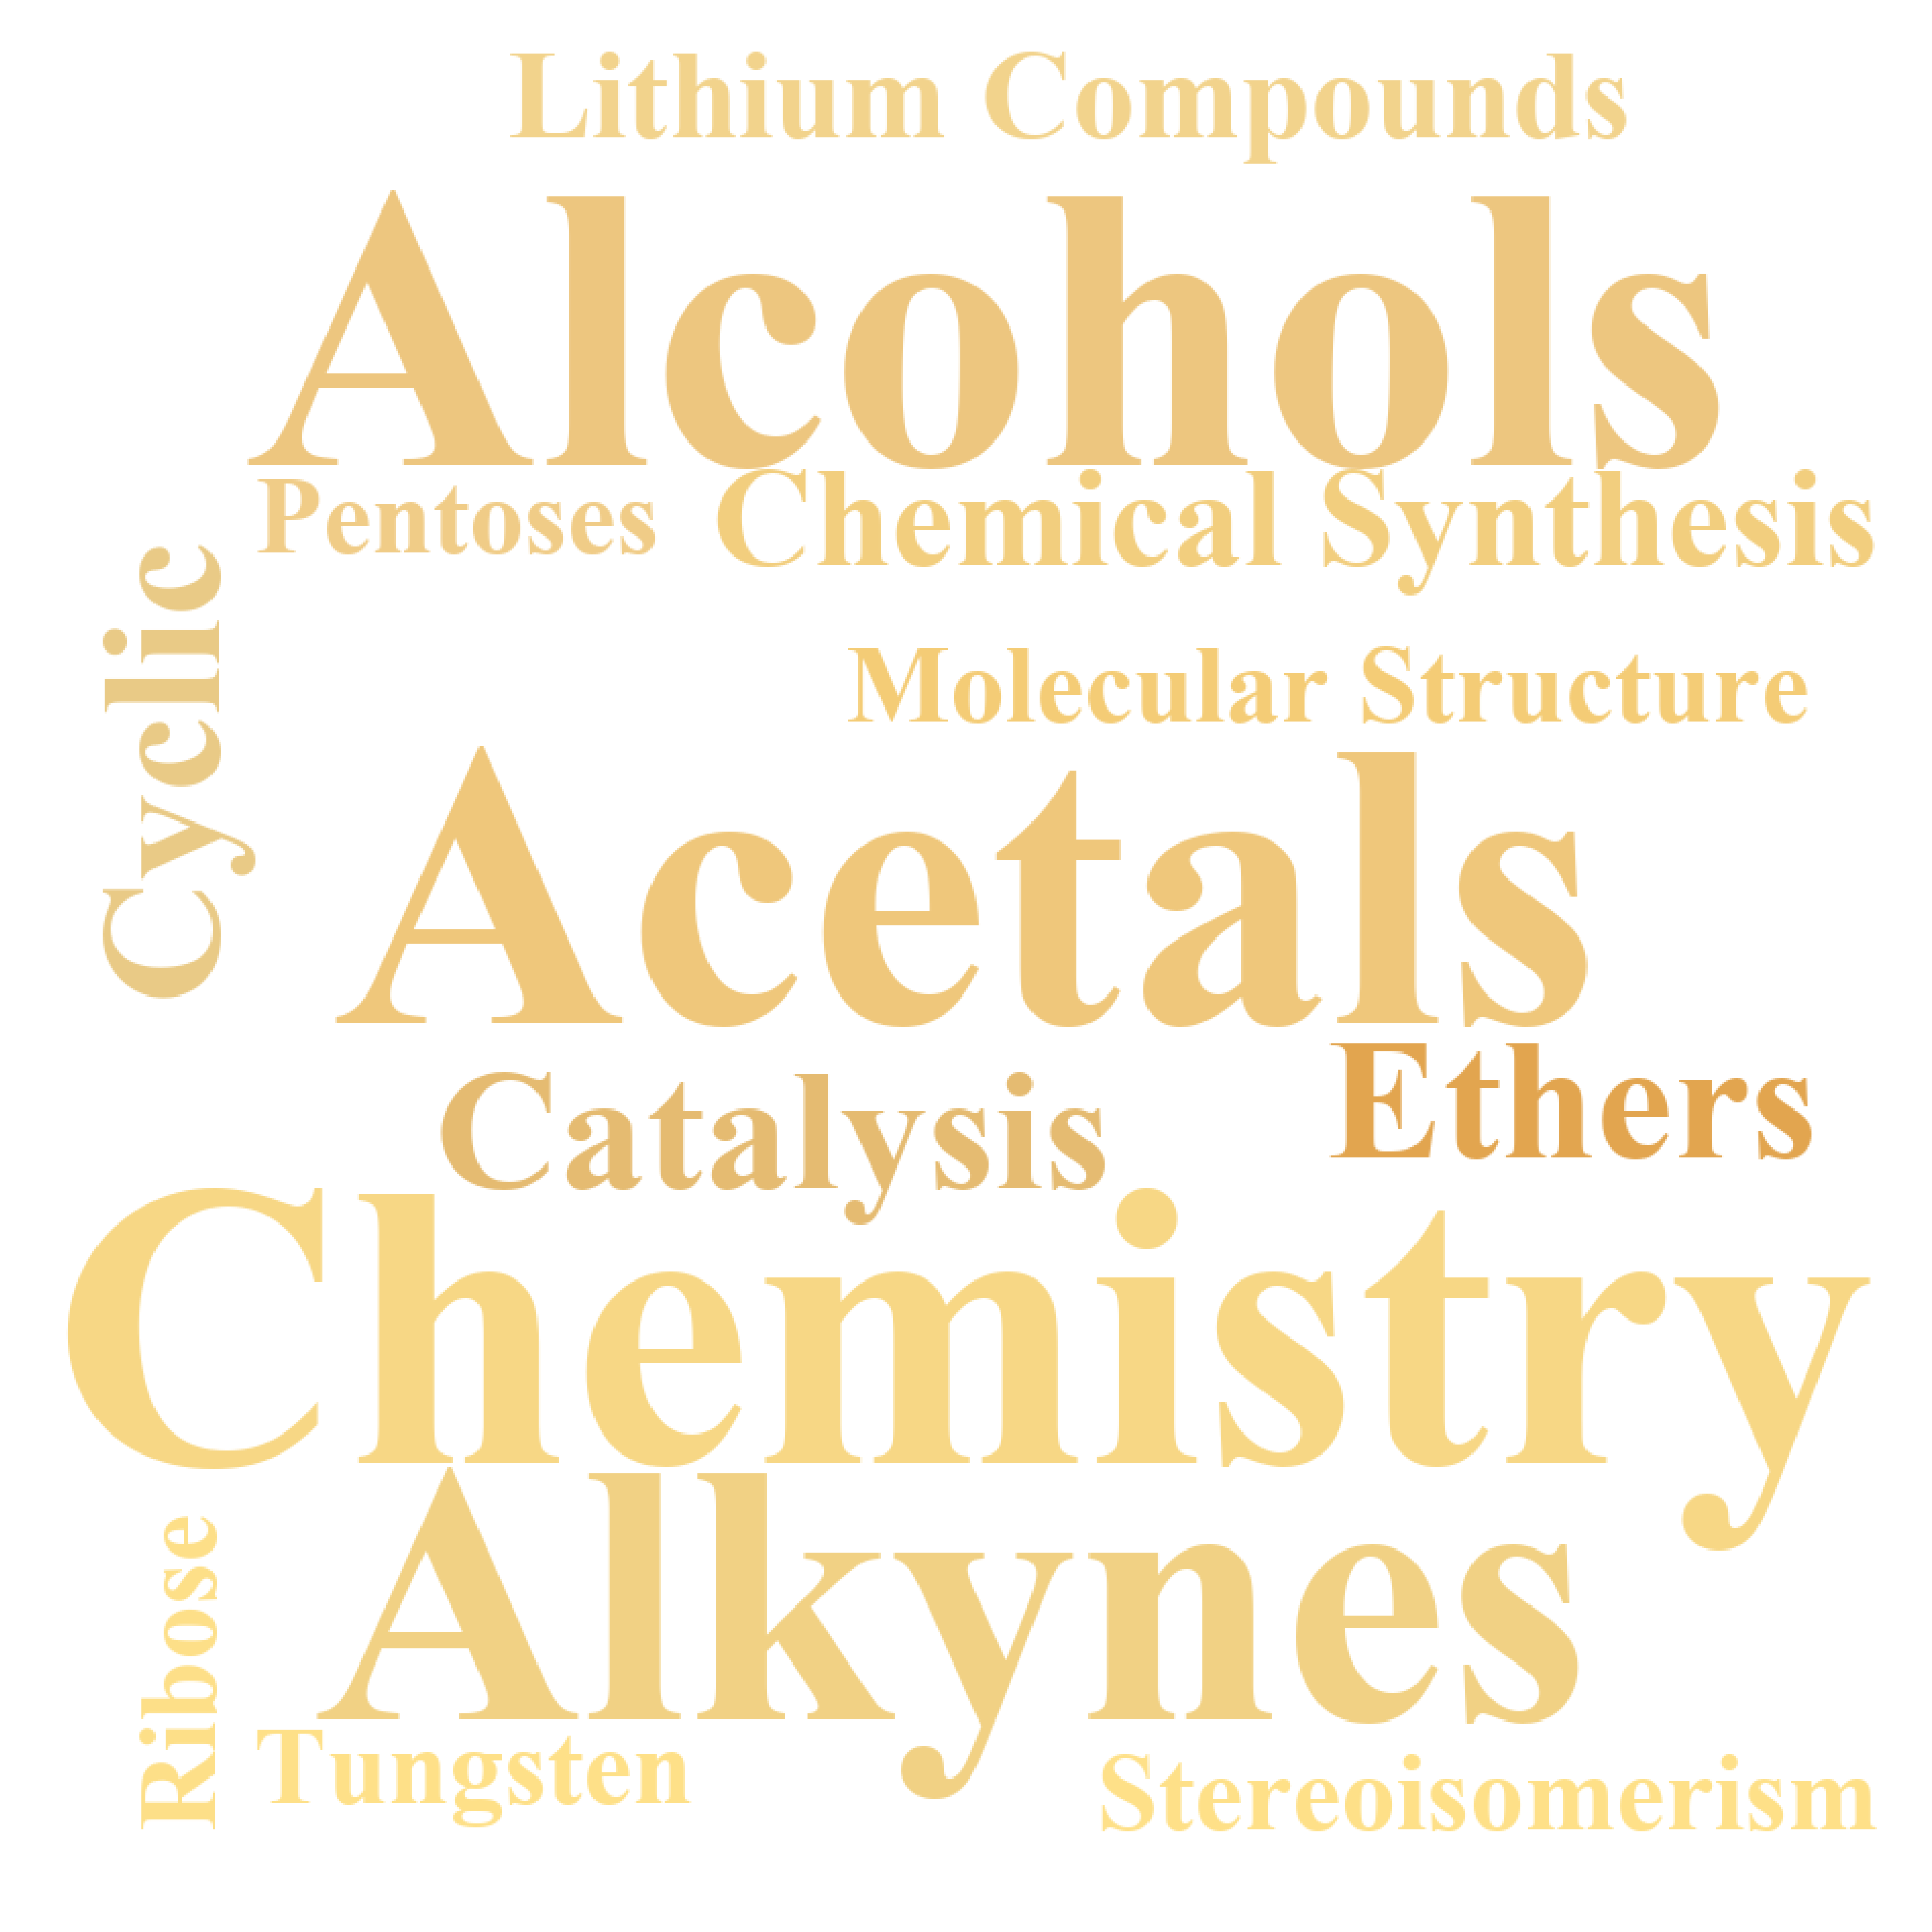 Lithium Compounds
Alcohols
Pentoses
Chemical Synthesis
Cyclic
Molecular Structure
Acetals
Catalysis
Ethers
Chemistry
Alkynes
Ribose
Tungsten
Stereoisomerism